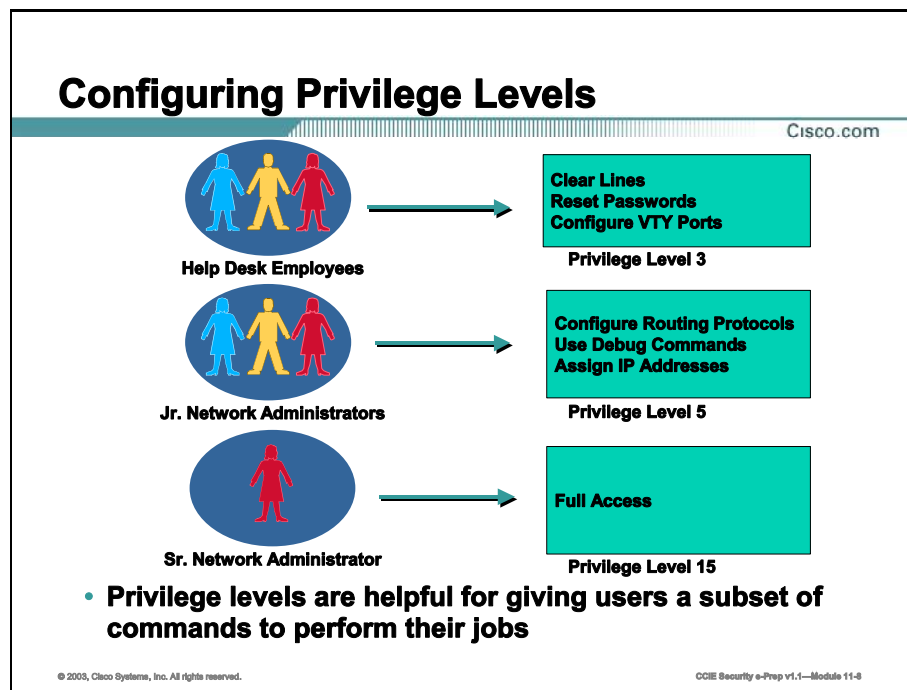 Configuring Privilege Levels
Cisco.com
Clear Lines
Reset Passwords
Configure VTY Ports
Help Desk Employees
Privilege Level 3
Configure Routing Protocols
Use Debug Commands
Assign IP Addresses
Jr. Network Administrators
Privilege Level 5
Full Access
Sr. Network Administrator
Privilege Level 15
• Privilege levels are helpful for giving users a subset of
commands to perform their jobs
© 2003, Cisco Systems, Inc. All rights reserved.
CCIE Security e-Prep v1.1—Module 11-8